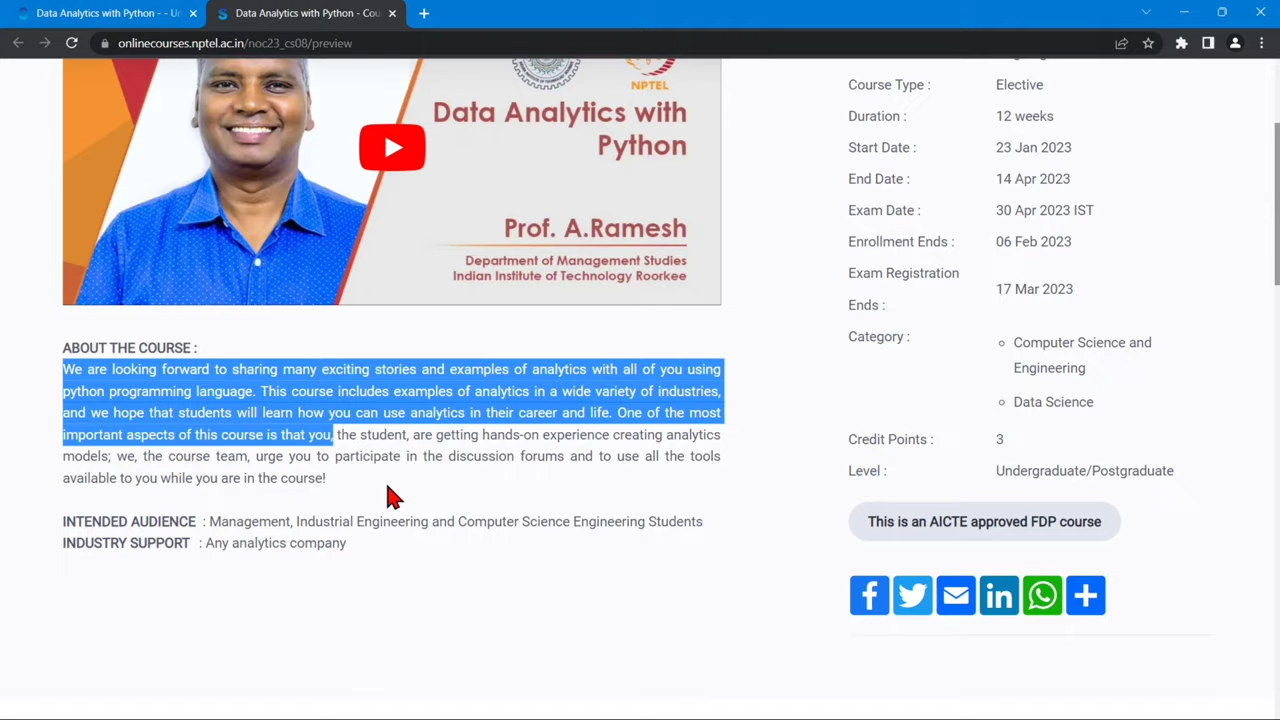 Data Analytics with Python - - Un
Data Analytics with Python - Cou
onlinecourses.nptel.ac.in/noc23_cs08/preview
NPTEL
Data Analytics with
Python
Prof. A.Ramesh
Department of Management Studies
Indian Institute of Technology Roorkee
ABOUT THE COURSE :
We are looking forward to sharing many exciting stories and examples of analytics with all of you using
python programming language. This course includes examples of analytics in a wide variety of industries,
and we hope that students will learn how you can use analytics in their career and life. One of the most
important aspects of this course is that you, the student, are getting hands-on experience creating analytics
models; we, the course team, urge you to participate in the discussion forums and to use all the tools
available to you while you are in the course!
INTENDED AUDIENCE : Management, Industrial Engineering and Computer Science Engineering Students
INDUSTRY SUPPORT : Any analytics company
Course Type : Elective
Duration : 12 weeks
Start Date : 23 Jan 2023
End Date : 14 Apr 2023
Exam Date : 30 Apr 2023 IST
Enrollment Ends : 06 Feb 2023
Exam Registration
Ends : 17 Mar 2023
Category : Computer Science and
Engineering
Data Science
Credit Points : 3
Level : Undergraduate/Postgraduate
This is an AICTE approved FDP course